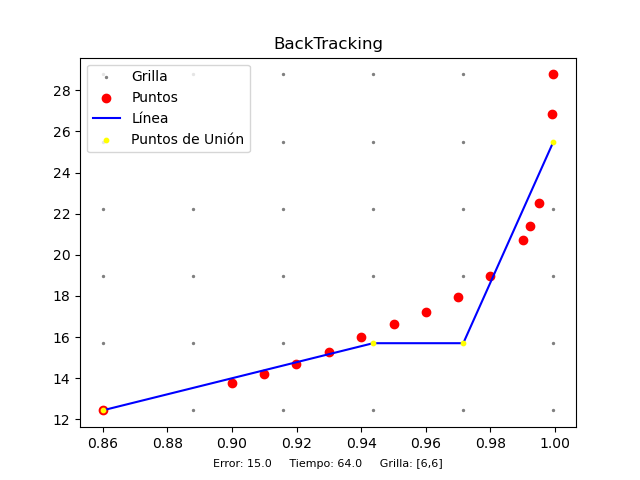 BackTracking
Grilla
Puntos
Línea
Puntos de Unión
28
26
24
22
20
18
16
14
12
0.86 0.88 0.90 0.92 0.94 0.96 0.98 1.00
Error: 15.0 Tiempo: 64.0 Grilla: [6,6]